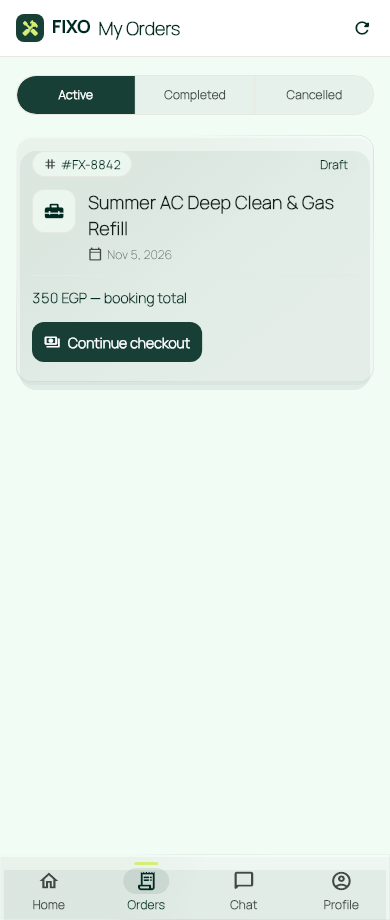 FIXO My Orders
Active Completed Cancelled
#FX-8842 Draft
Summer AC Deep Clean & Gas
Refill
Nov 5, 2026
350 EGP — booking total
Continue checkout
Home Orders Chat Profile